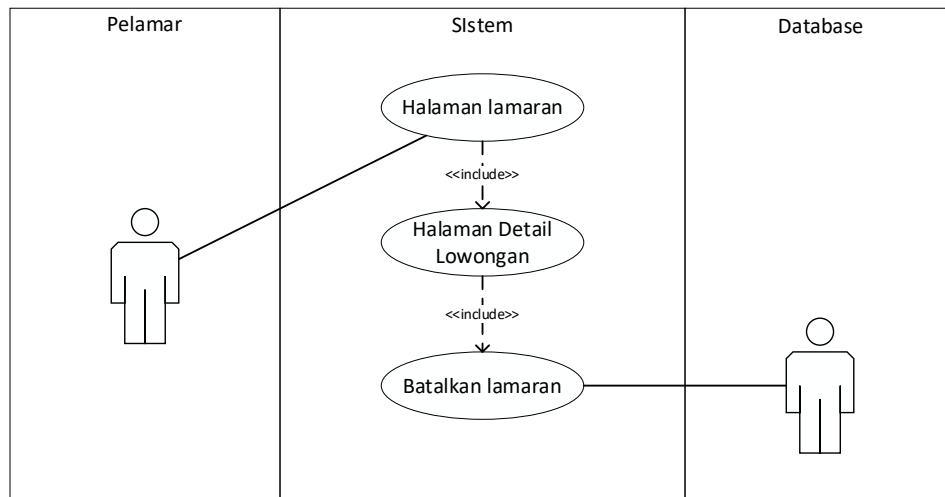 Pelamar
SIstem
Database
Halaman lamaran
<<include>>
Halaman Detail
Lowongan
<<include>>
Batalkan lamaran